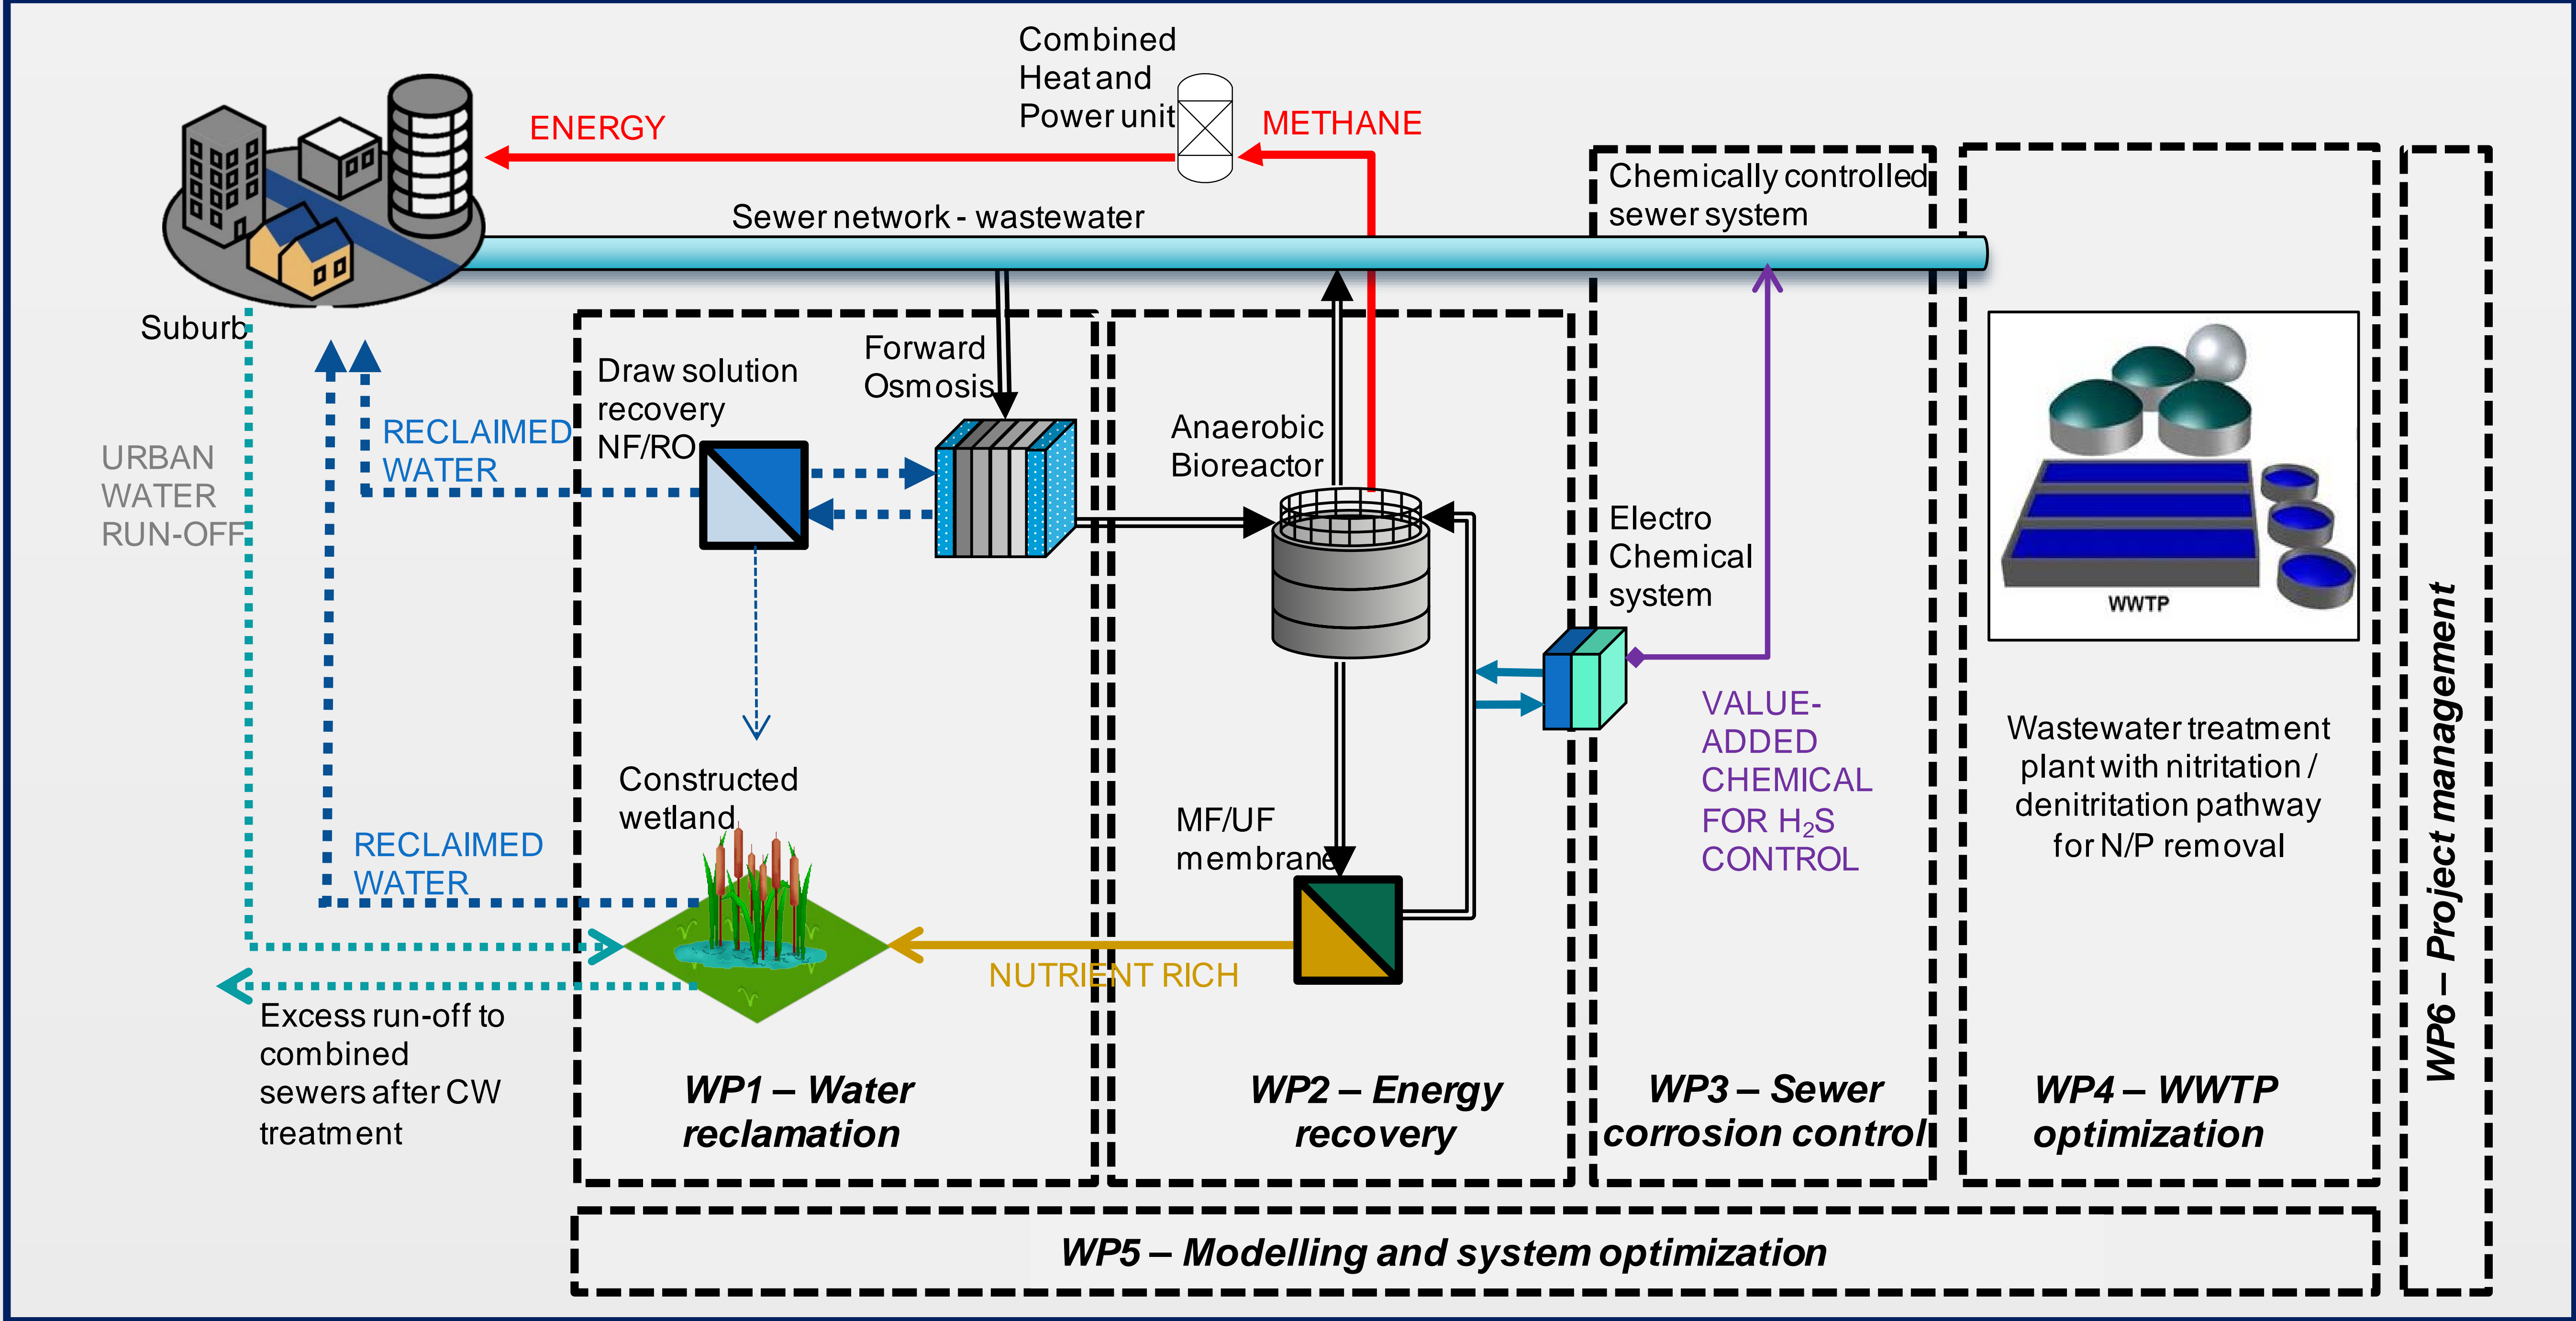 Combined
Heat and
Power unit
ENERGY
METHANE
Chemically controlled
sewer system
Sewer network - wastewater
Suburb
Forward
Osmosis
Draw solution
recovery
NF/RO
RECLAIMED
WATER
URBAN
WATER
RUN-OFF
Anaerobic
Bioreactor
Electro
Chemical
system
WWTP
VALUE-
ADDED
CHEMICAL
FOR H₂S
CONTROL
Wastewater treatment
plant with nitritation /
denitritation pathway
for N/P removal
Constructed
wetland
MF/UF
membrane
RECLAIMED
WATER
NUTRIENT RICH
Excess run-off to
combined
sewers after CW
treatment
WP1 – Water
reclamation
WP2 – Energy
recovery
WP3 – Sewer
corrosion control
WP4 – WWTP
optimization
WP5 – Modelling and system optimization
WP6 – Project management